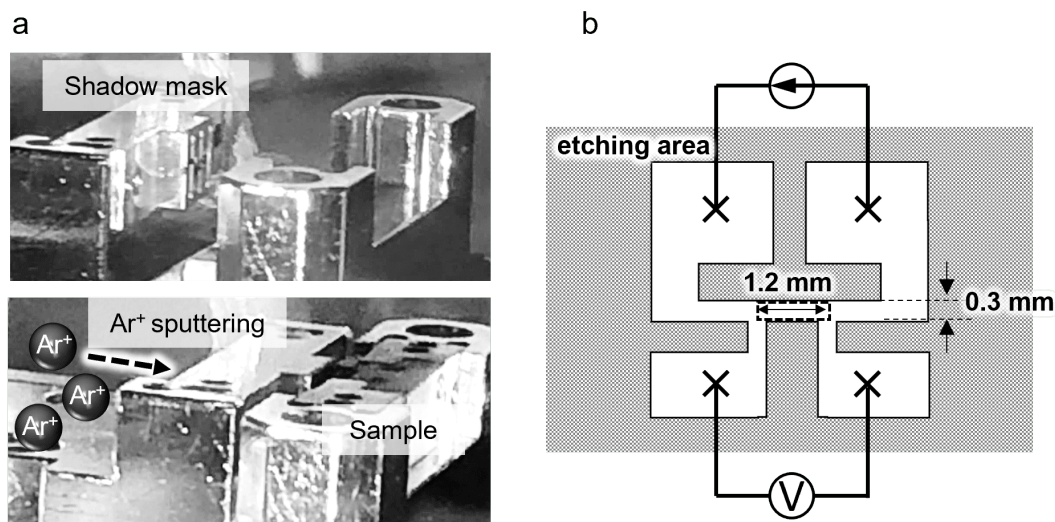 a
b
Shadow mask
Ar⁺ sputtering
Ar⁺
Ar⁺
Ar⁺
Sample
etching area
1.2 mm
0.3 mm
V